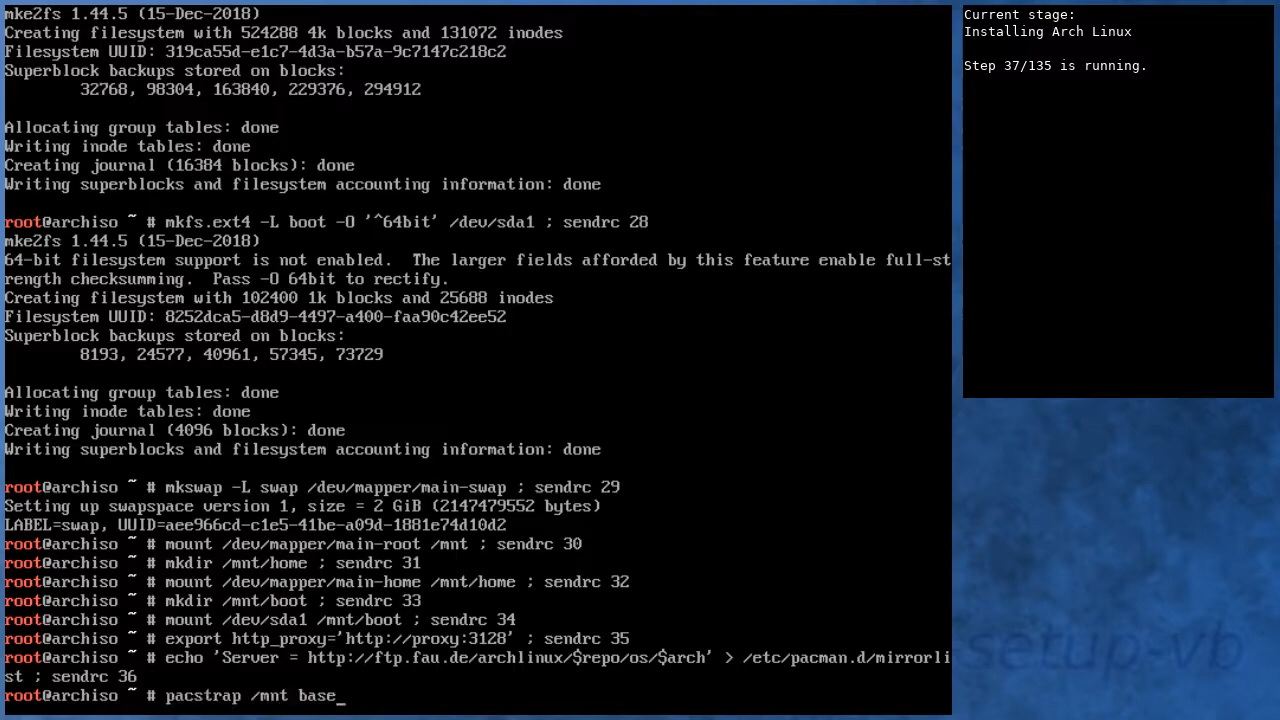 mke2fs 1.44.5 (15-Dec-2018)
Creating filesystem with 524288 4k blocks and 131072 inodes
Filesystem UUID: 319ca55d-e1c7-4d3a-b57a-9c7147c218c2
Superblock backups stored on blocks:
        32768, 98304, 163840, 229376, 294912
Allocating group tables: done
Writing inode tables: done
Creating journal (16384 blocks): done
Writing superblocks and filesystem accounting information: done
root@archiso ~ # mkfs.ext4 -L boot -O '^64bit' /dev/sda1 ; sendrc 28
mke2fs 1.44.5 (15-Dec-2018)
64-bit filesystem support is not enabled.  The larger fields afforded by this feature enable full-st
rength checksumming.  Pass -O 64bit to rectify.
Creating filesystem with 102400 1k blocks and 25688 inodes
Filesystem UUID: 8252dca5-d8d9-4497-a400-faa90c42ee52
Superblock backups stored on blocks:
        8193, 24577, 40961, 57345, 73729
Allocating group tables: done
Writing inode tables: done
Creating journal (4096 blocks): done
Writing superblocks and filesystem accounting information: done
root@archiso ~ # mkswap -L swap /dev/mapper/main-swap ; sendrc 29
Setting up swapspace version 1, size = 2 GiB (2147479552 bytes)
LABEL=swap, UUID=aee966cd-c1e5-41be-a09d-1881e74d10d2
root@archiso ~ # mount /dev/mapper/main-root /mnt ; sendrc 30
root@archiso ~ # mkdir /mnt/home ; sendrc 31
root@archiso ~ # mount /dev/mapper/main-home /mnt/home ; sendrc 32
root@archiso ~ # mkdir /mnt/boot ; sendrc 33
root@archiso ~ # mount /dev/sda1 /mnt/boot ; sendrc 34
root@archiso ~ # export http_proxy='http://proxy:3128' ; sendrc 35
root@archiso ~ # echo 'Server = http://ftp.fau.de/archlinux/$repo/os/$arch' > /etc/pacman.d/mirrorli
st ; sendrc 36
root@archiso ~ # pacstrap /mnt base_
Current stage:
Installing Arch Linux
Step 37/135 is running.
setup-vb